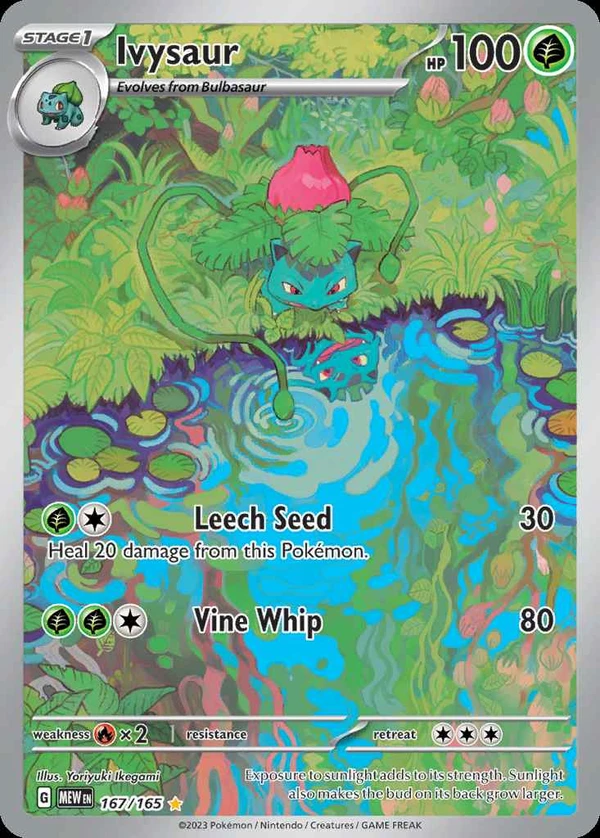 STAGE 1
Ivysaur
HP 100
Evolves from Bulbasaur
Leech Seed 30
Heal 20 damage from this Pokémon.
Vine Whip 80
weakness ×2 resistance retreat
Illus. Yoriyuki Ikegami
G MEW EN 167/165
Exposure to sunlight adds to its strength. Sunlight
also makes the bud on its back grow larger.
©2023 Pokémon / Nintendo / Creatures / GAME FREAK